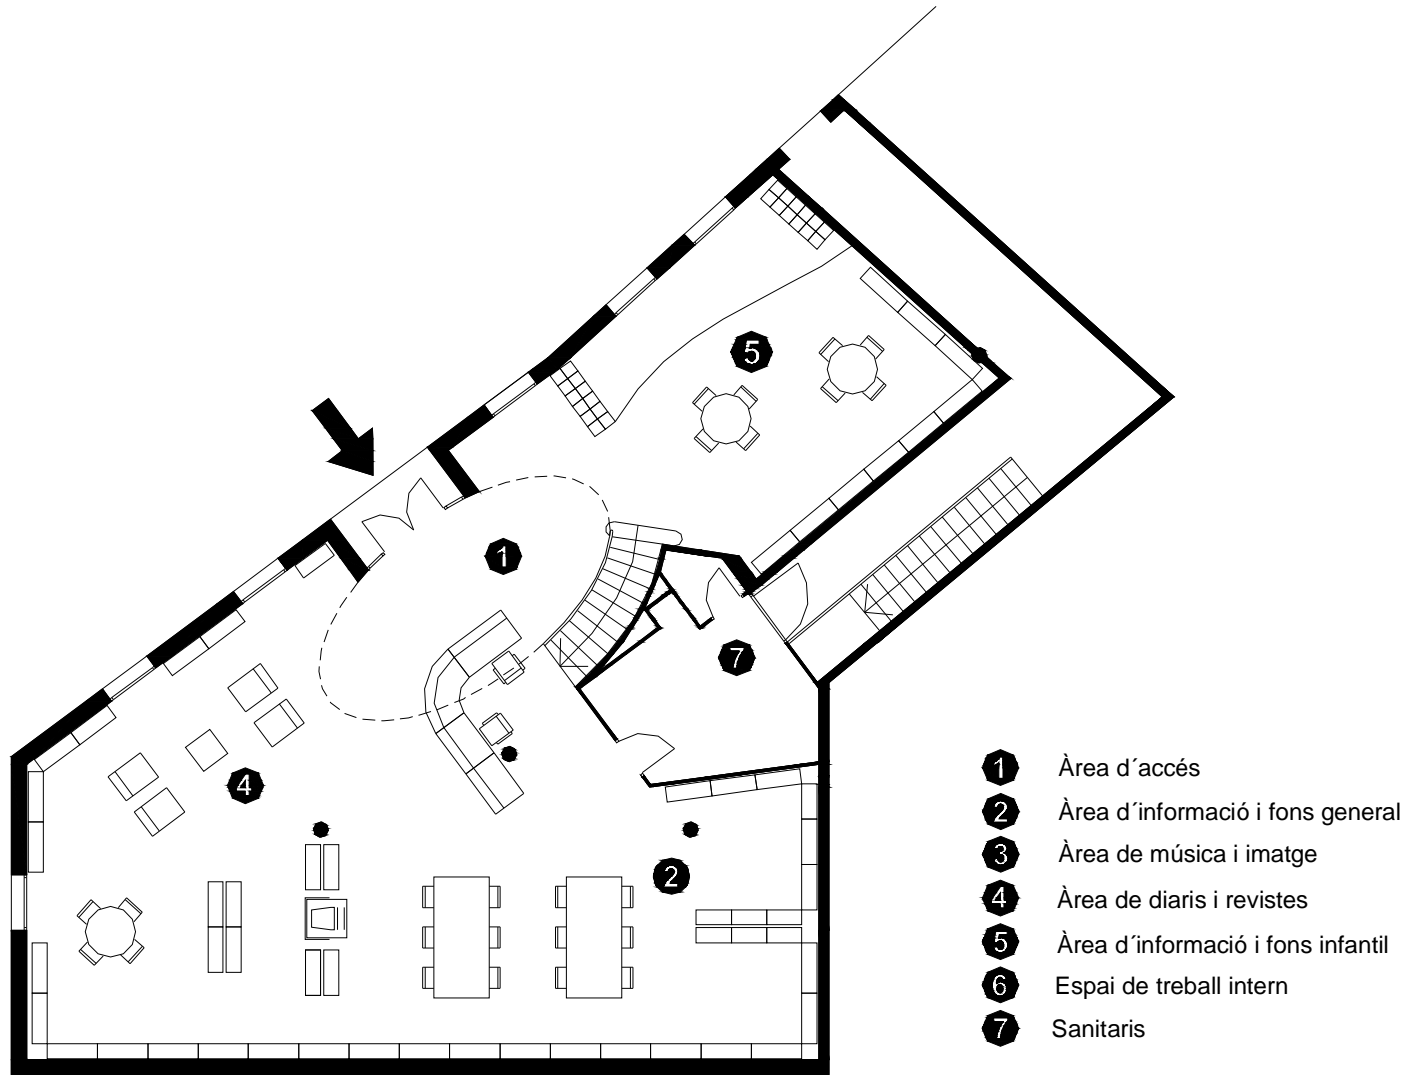 5
1
7
4
2
1 Àrea d´accés
2 Àrea d´informació i fons general
3 Àrea de música i imatge
4 Àrea de diaris i revistes
5 Àrea d´informació i fons infantil
6 Espai de treball intern
7 Sanitaris